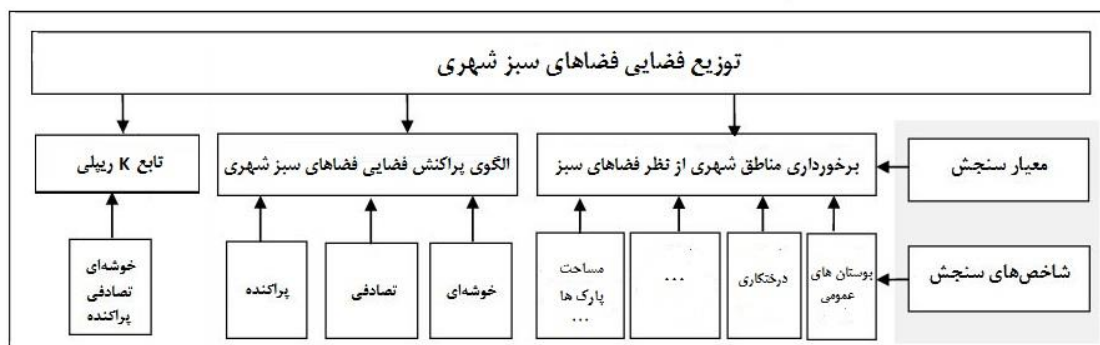 توزیع فضایی فضاهای سبز شهری
معیار سنجش
برخورداری مناطق شهری از نظر فضاهای سبز
الگوی پراکنش فضایی فضاهای سبز شهری
تابع K ریپلی
شاخص‌های سنجش
بوستان های
عمومی
درختکاری
...
مساحت
پارک ها
...
خوشه‌ای
تصادفی
پراکنده
خوشه‌ای
تصادفی
پراکنده